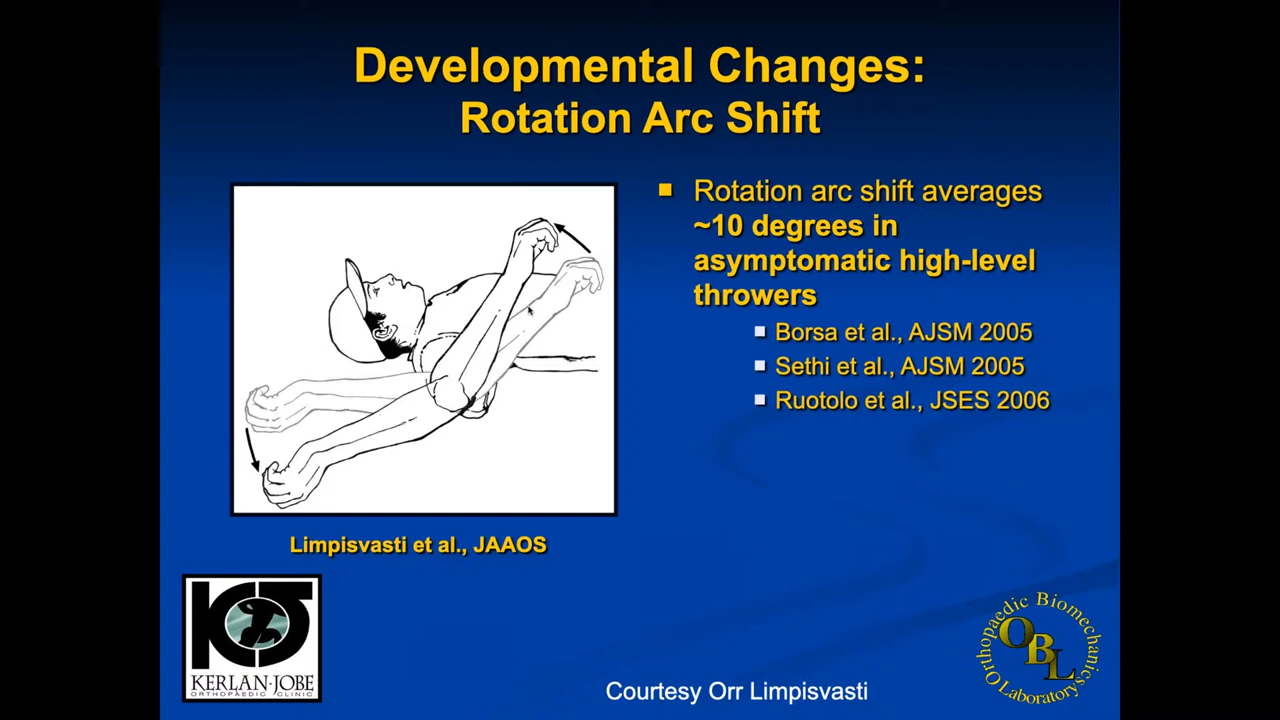 Developmental Changes:
Rotation Arc Shift
Rotation arc shift averages
~10 degrees in
asymptomatic high-level
throwers
Borsa et al., AJSM 2005
Sethi et al., AJSM 2005
Ruotolo et al., JSES 2006
Limpisvasti et al., JAAOS
KJ
KERLAN·JOBE
ORTHOPÆDIC CLINIC
Courtesy Orr Limpisvasti
Orthopaedic Biomechanics
OBL
Laboratory